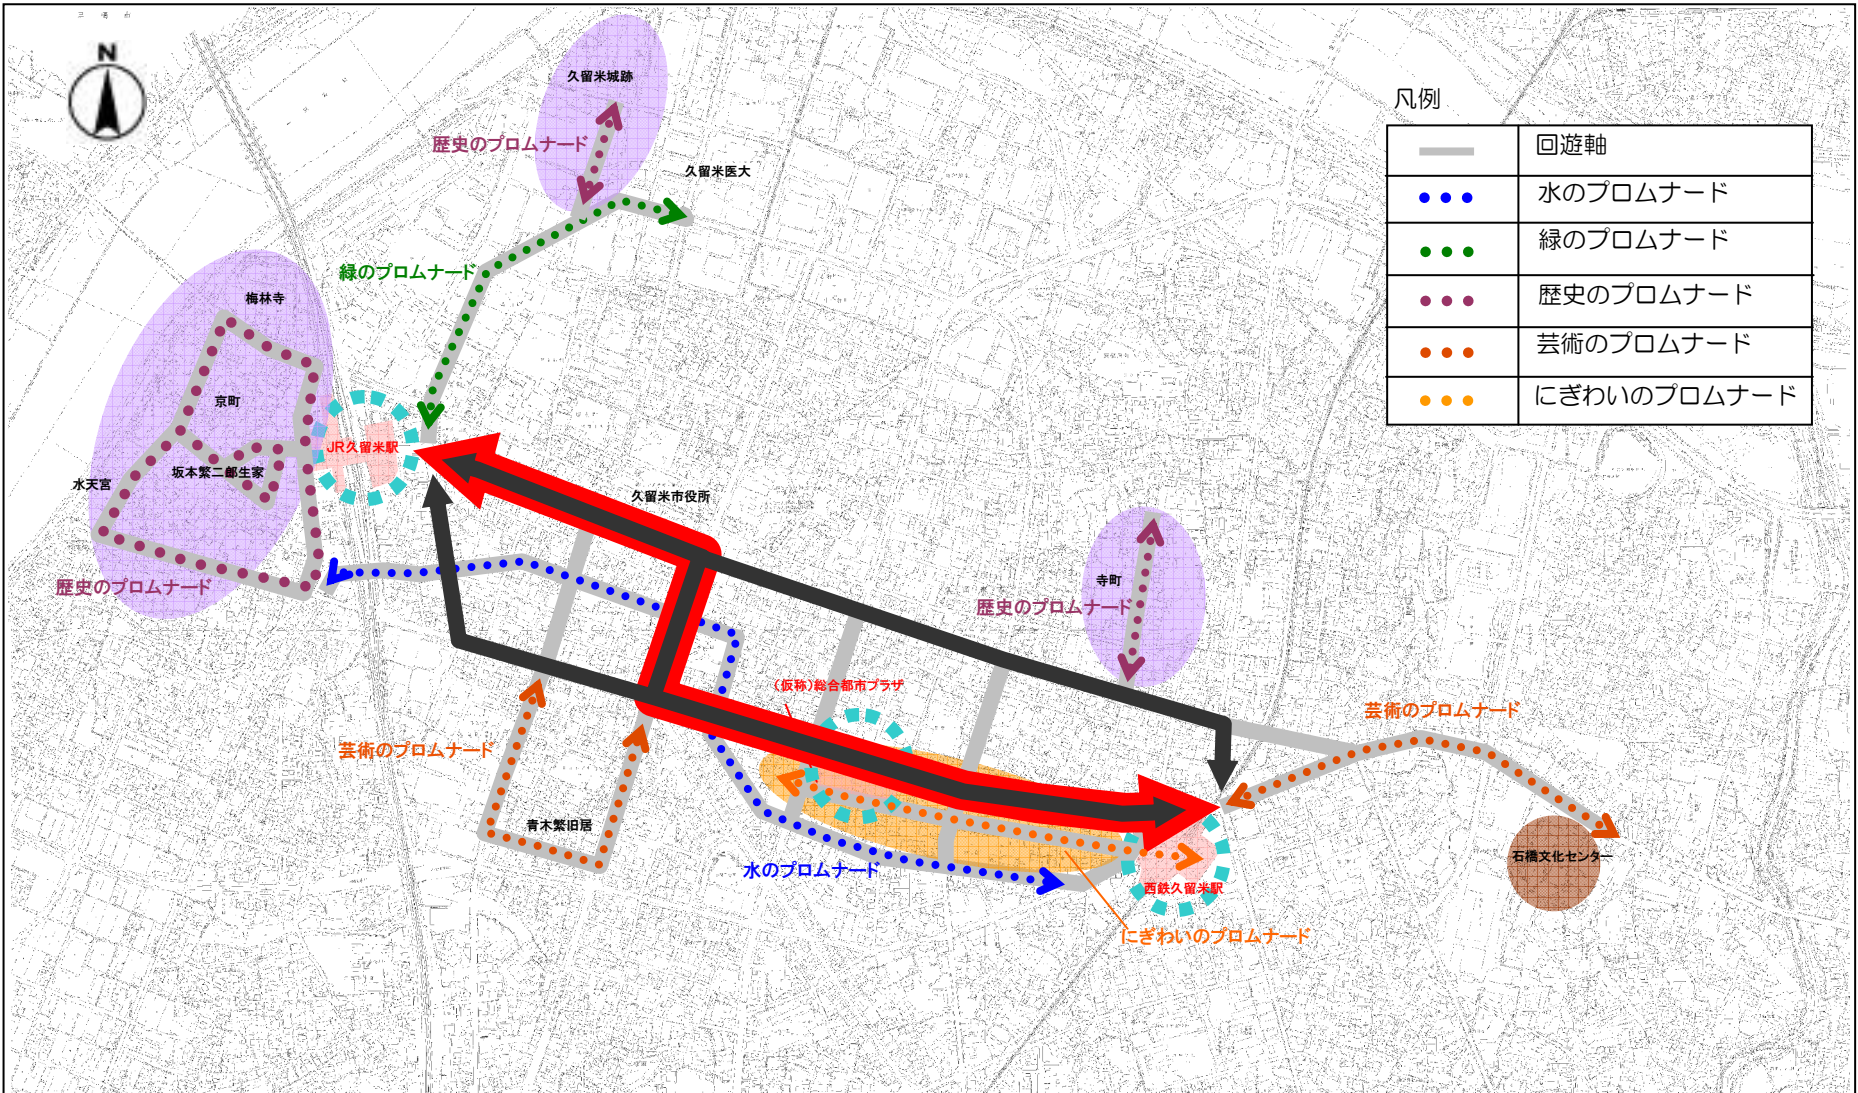 N
久留米城跡
歴史のプロムナード
久留米医大
緑のプロムナード
凡例
回遊軸
水のプロムナード
緑のプロムナード
歴史のプロムナード
芸術のプロムナード
にぎわいのプロムナード
梅林寺
京町
JR久留米駅
坂本繁二郎生家
水天宮
久留米市役所
歴史のプロムナード
寺町
歴史のプロムナード
(仮称)総合都市プラザ
芸術のプロムナード
芸術のプロムナード
青木繁旧居
水のプロムナード
石橋文化センター
西鉄久留米駅
にぎわいのプロムナード